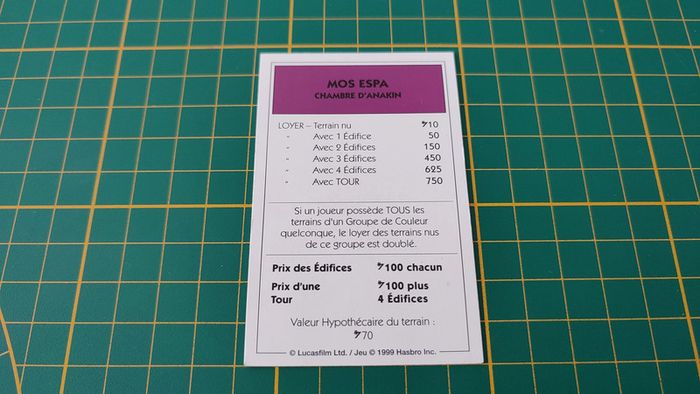 MOS ESPA
CHAMBRE D'ANAKIN
LOYER – Terrain nu 10
" Avec 1 Édifice 50
" Avec 2 Édifices 150
" Avec 3 Édifices 450
" Avec 4 Édifices 625
" Avec TOUR 750
Si un joueur possède TOUS les
terrains d'un Groupe de Couleur
quelconque, le loyer des terrains nus
de ce groupe est doublé.
Prix des Édifices 100 chacun
Prix d'une 100 plus
Tour 4 Édifices
Valeur Hypothécaire du terrain :
70
© Lucasfilm Ltd. / Jeu © 1999 Hasbro Inc.